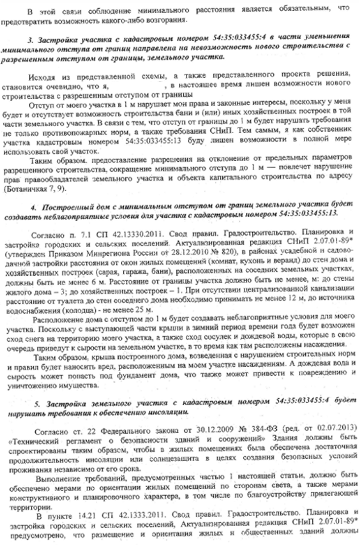 В этой связи соблюдение минимального расстояния является обязательным, что
предотвратить возможность какого-либо возгорания.
3. Застройка участка с кадастровым номером 54:35:033455:4 в части уменьшения
минимального отступа от границ направлена на невозможность нового строительства с
разрешенным отступом от границы, земельного участка.
Исходя из представленной схемы, а также представленного проекта решения,
становится очевидно, что я, , в настоящее время лишен возможности нового
строительства с разрешенным отступом от границы
Отступ от моего участка в 1 м нарушает мои права и законные интересы, поскольку у меня
будет и отсутствует возможность строительства бани и (или) иных хозяйственных построек в той
части земельного участка. В связи с тем, что отступ от границы до 1 м будет нарушать требования
не только противопожарных норм, а также требования СНиП. Тем самым, я как собственник
участка с кадастровым номером 54:35:033455:13 буду лишен возможности в полной мере
использовать свой участок.
Таким образом, предоставление разрешения на отклонение от предельных параметров
разрешенного строительства, сокращение минимального отступа до 1 м — повлечет нарушение
прав правообладателей земельного участка и объекта капитального строительства по адресу
(Ботаничкая 7, 9).
4. Построенный дом с минимальным отступом от границ земельного участка будет
создавать неблагоприятные условия для участка с кадастровым номером 54:35:033455:13.
Согласно п. 7.1 СП 42.13330.2011. Свод правил. Градостроительство. Планировка и
застройка городских и сельских поселений. Актуализированная редакция СНиП 2.07.01-89*
(утвержден Приказом Минрегиона России от 28.12.2010 № 820), в районах усадебной и садово-
дачной застройки расстояния от окон жилых помещений (комнат, кухонь и веранд) до стен дома и
хозяйственных построек (сарая, гаража, бани), расположенных на соседних земельных участках,
должны быть не менее 6 м. Расстояние от границы участка должно быть не менее, м: до стены
жилого дома - 3; до хозяйственных построек - 1. При отсутствии централизованной канализации
расстояние от туалета до стен соседнего дома необходимо принимать не менее 12 м, до источника
водоснабжения (колодца) - не менее 25 м.
Расположение дома с отступом до 1 м будет создавать неблагоприятные условия для моего
участка. Поскольку с выступающей части крыши в зимний период времени года будет возможен
сход снега на территорию моего участка, а также сход сосулек и дождевой воды, которые в свою
очередь приведут к сырости на земельном участке, в то время как там расположены насаждения.
Таким образом, крыша построенного дома, возведенная с нарушением строительных норм
и правил будет наносить вред, расположенным на моем участке насаждениям. А дождевая вода и
сырость может попасть под фундамент дома, что также может привести к повреждению и
уничтожению имущества.
5. Застройка земельного участка с кадастровым номером 54:35:033455:4 будет
нарушать требования к обеспечению инсоляции.
Согласно ст. 22 Федерального закона от 30.12.2009 № 384-ФЗ (ред. от 02.07.2013)
«Технический регламент о безопасности зданий и сооружений» Здания должны быть
спроектированы таким образом, чтобы в жилых помещениях была обеспечена достаточная
продолжительность инсоляции или солнцезащита в целях создания безопасных условий
проживания независимо от его срока.
Выполнение требований, предусмотренных частью 1 настоящей статьи, должно быть
обеспечено мерами по ориентации жилых помещений по сторонам света, а также мерами
конструктивного и планировочного характера, в том числе по благоустройству прилегающей
территории.
В пункте 14.21 СП 42.1333.2011. Свод правил. Градостроительство. Планировка и
застройка городских и сельских поселений, Актуализированная редакция СНиП 2.07.01-89*
предусмотрено, что размещение и ориентация жилых и общественных зданий должны